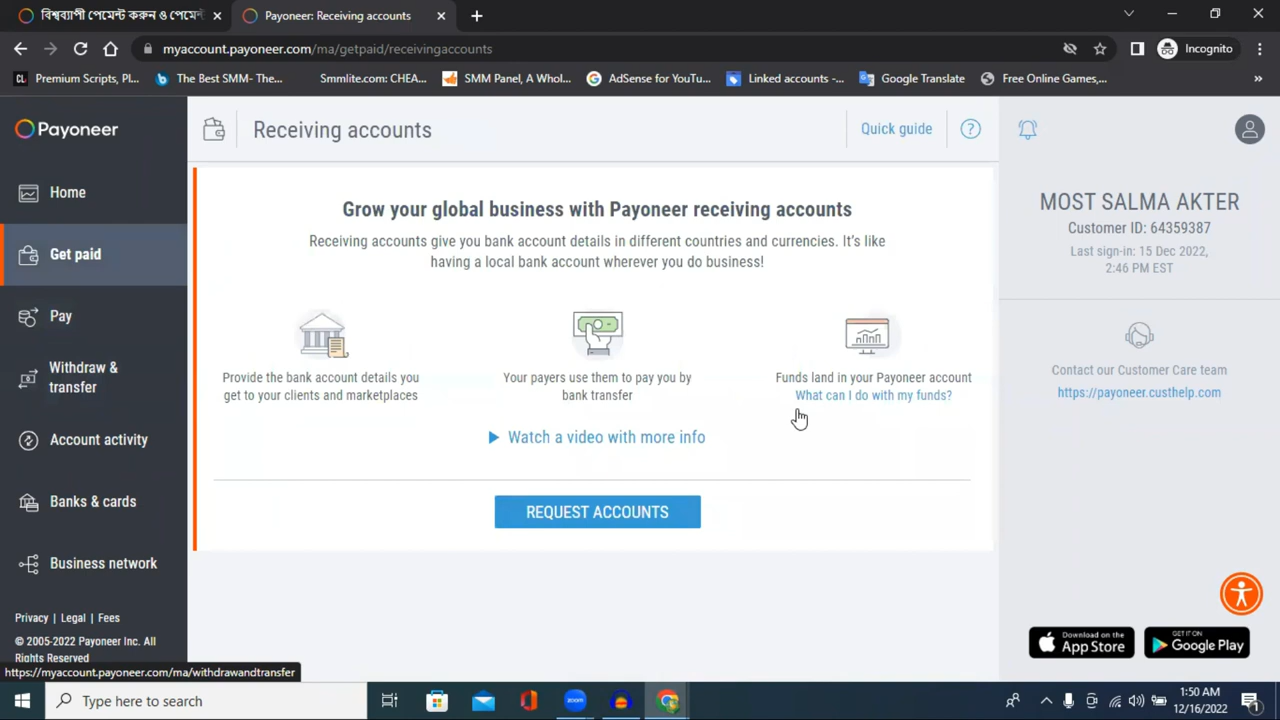 বিশ্বব্যাপী পেমেন্ট করুন ও পেমেন্ট
Payoneer: Receiving accounts
myaccount.payoneer.com/ma/getpaid/receivingaccounts
Incognito
Premium Scripts, Pl...
The Best SMM- The...
Smmlite.com: CHEA...
SMM Panel, A Whol...
AdSense for YouTu...
Linked accounts -...
Google Translate
Free Online Games,...
»
Payoneer
Home
Get paid
Pay
Withdraw &
transfer
Account activity
Banks & cards
Business network
Privacy | Legal | Fees
© 2005-2022 Payoneer Inc. All
Rights Reserved
https://myaccount.payoneer.com/ma/withdrawandtransfer
Receiving accounts
Quick guide
?
Grow your global business with Payoneer receiving accounts
Receiving accounts give you bank account details in different countries and currencies. It's like
having a local bank account wherever you do business!
Provide the bank account details you
get to your clients and marketplaces
Your payers use them to pay you by
bank transfer
Funds land in your Payoneer account
What can I do with my funds?
Watch a video with more info
REQUEST ACCOUNTS
MOST SALMA AKTER
Customer ID: 64359387
Last sign-in: 15 Dec 2022,
2:46 PM EST
Contact our Customer Care team
https://payoneer.custhelp.com
Download on the
App Store
GET IT ON
Google Play
Type here to search
zoom
1:50 AM
12/16/2022
1